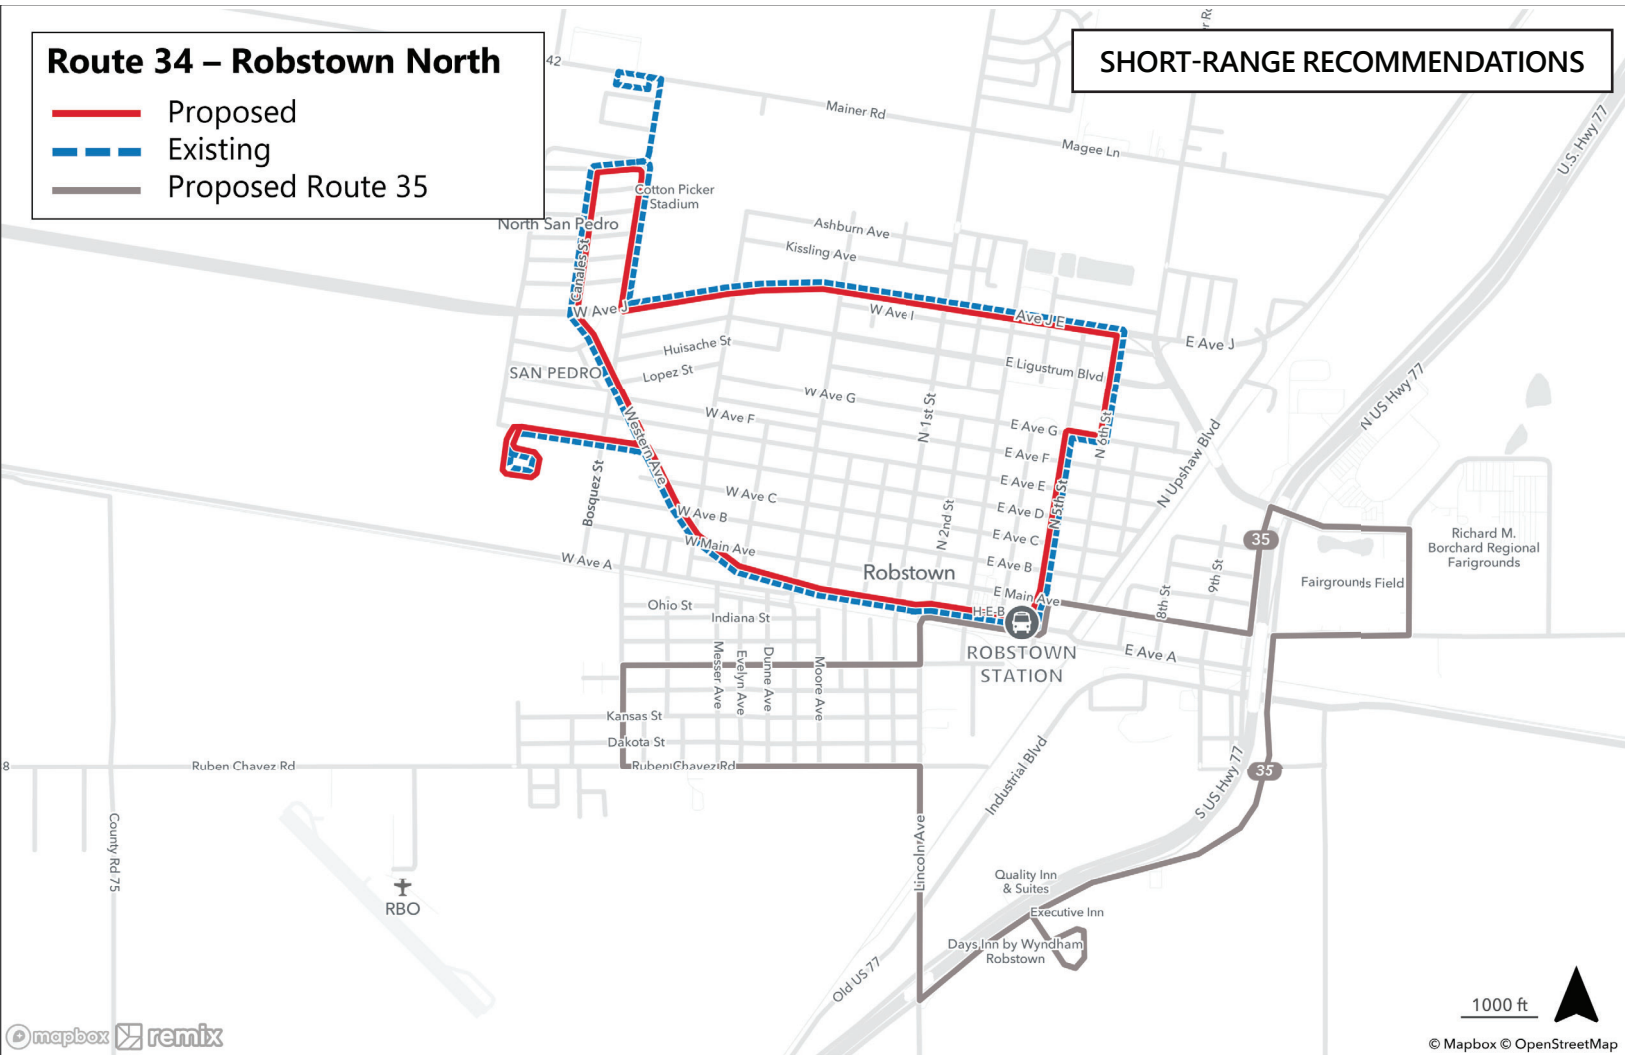 Route 34 – Robstown North
Proposed
Existing
Proposed Route 35
SHORT-RANGE RECOMMENDATIONS
42
Mainer Rd
Magee Ln
U.S. Hwy 77
Cotton Picker
Stadium
North San Pedro
Canales St
Ashburn Ave
Kissling Ave
W Ave J
W Ave I
Ave J E
E Ave J
Huisache St
Lopez St
SAN PEDRO
E Ligustrum Blvd
N US Hwy 77
W Ave G
W Ave F
N 1st St
E Ave G
N 6th St
E Ave F
Western Ave
N Upshaw Blvd
Bosquez St
W Ave C
E Ave E
N 5th St
W Ave B
E Ave D
N 2nd St
W Main Ave
E Ave C
35
Richard M.
Borchard Regional
Farigrounds
W Ave A
E Ave B
Robstown
9th St
8th St
Fairgrounds Field
Ohio St
E Main Ave
H-E-B
Indiana St
ROBSTOWN
STATION
E Ave A
Messer Ave
Evelyn Ave
Dunne Ave
Moore Ave
Kansas St
Dakota St
8
Ruben Chavez Rd
Ruben Chavez Rd
Industrial Blvd
35
S US Hwy 77
County Rd 75
Lincoln Ave
RBO
Quality Inn
& Suites
Executive Inn
Days Inn by Wyndham
Robstown
Old US 77
1000 ft
mapbox remix
© Mapbox © OpenStreetMap